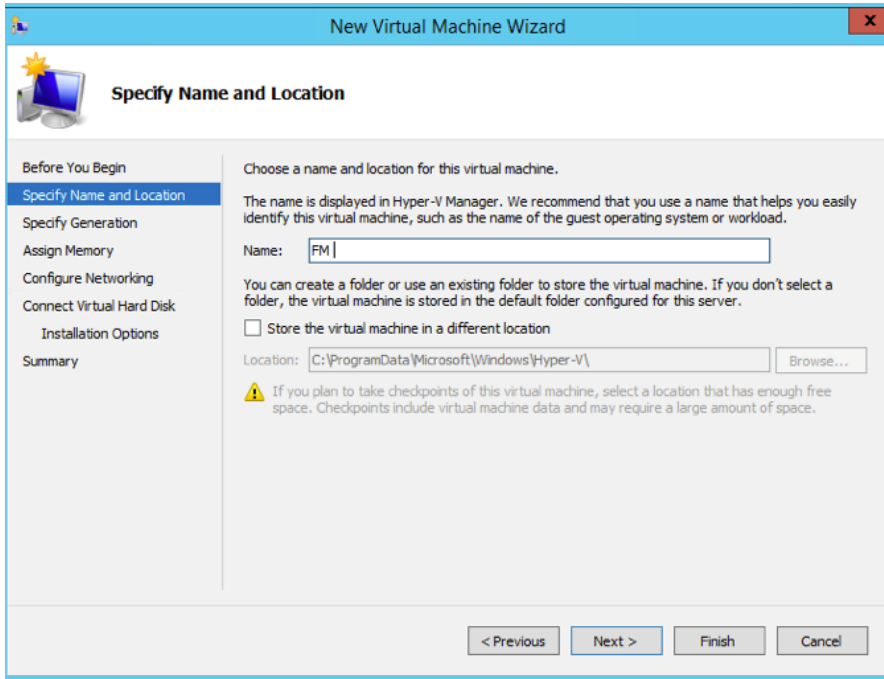 New Virtual Machine Wizard
x
Specify Name and Location
Before You Begin
Specify Name and Location
Specify Generation
Assign Memory
Configure Networking
Connect Virtual Hard Disk
Installation Options
Summary
Choose a name and location for this virtual machine.
The name is displayed in Hyper-V Manager. We recommend that you use a name that helps you easily
identify this virtual machine, such as the name of the guest operating system or workload.
Name: FM
You can create a folder or use an existing folder to store the virtual machine. If you don't select a
folder, the virtual machine is stored in the default folder configured for this server.
Store the virtual machine in a different location
Location: C:\ProgramData\Microsoft\Windows\Hyper-V\ Browse...
If you plan to take checkpoints of this virtual machine, select a location that has enough free
space. Checkpoints include virtual machine data and may require a large amount of space.
< Previous Next > Finish Cancel